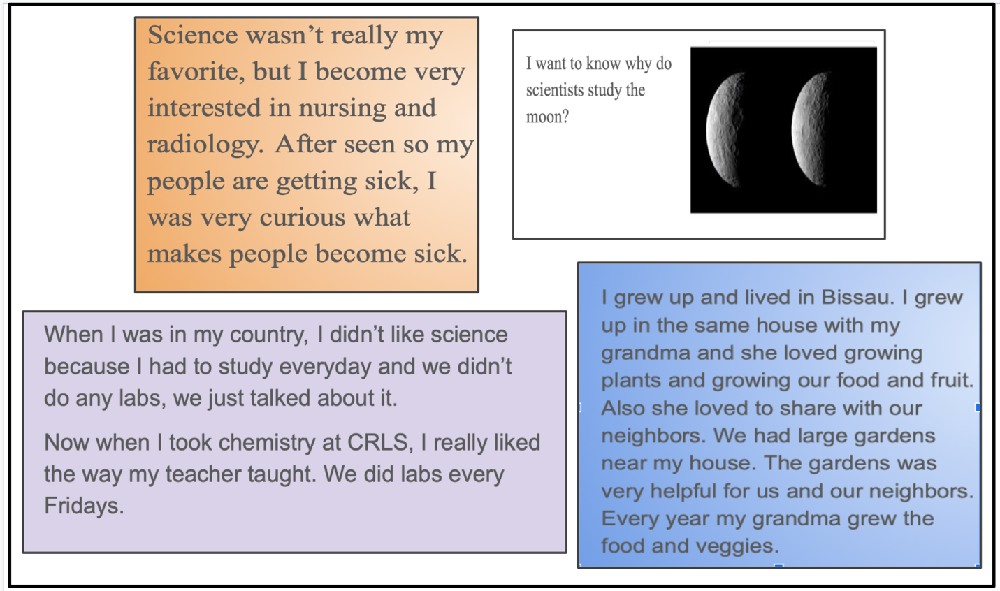 Science wasn’t really my
favorite, but I become very
interested in nursing and
radiology. After seen so my
people are getting sick, I
was very curious what
makes people become sick.
I want to know why do
scientists study the
moon?
When I was in my country, I didn’t like science
because I had to study everyday and we didn’t
do any labs, we just talked about it.
Now when I took chemistry at CRLS, I really liked
the way my teacher taught. We did labs every
Fridays.
I grew up and lived in Bissau. I grew
up in the same house with my
grandma and she loved growing
plants and growing our food and fruit.
Also she loved to share with our
neighbors. We had large gardens
near my house. The gardens was
very helpful for us and our neighbors.
Every year my grandma grew the
food and veggies.